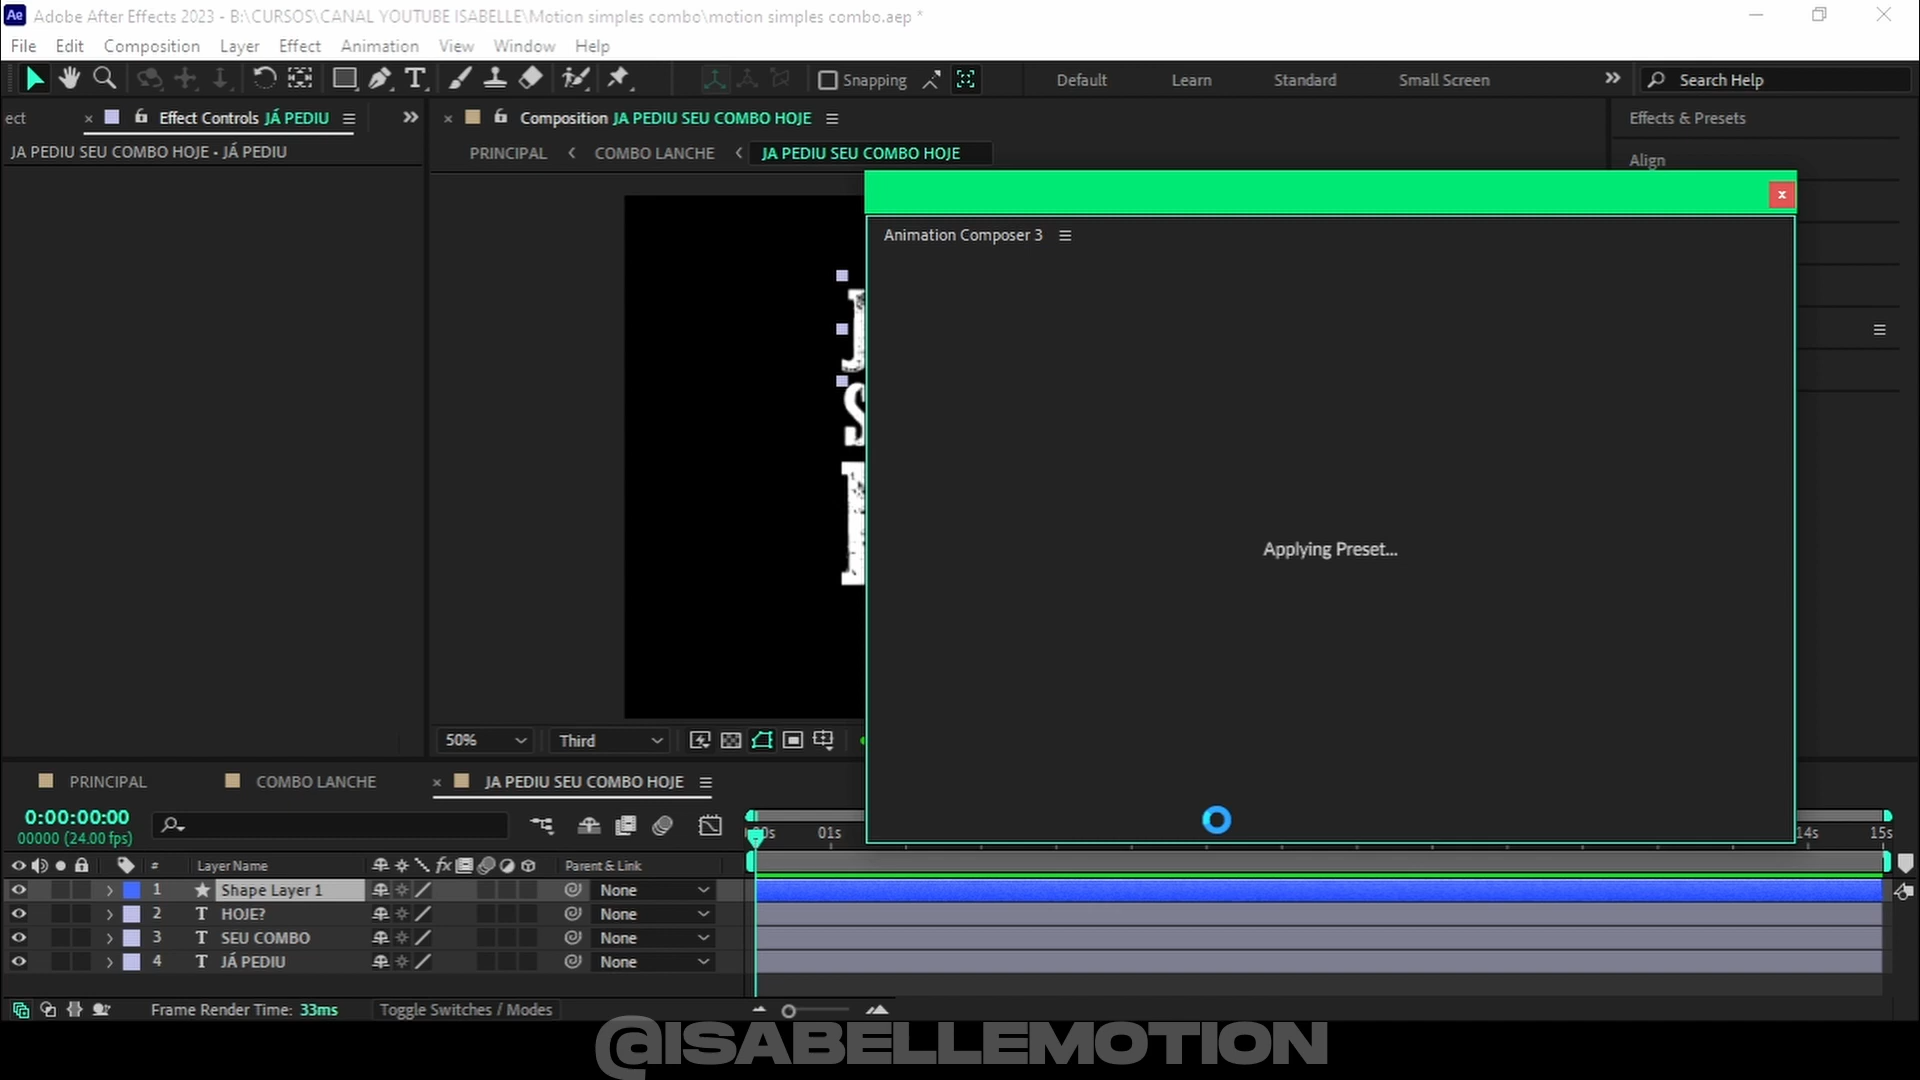 Ae Adobe After Effects 2023 - B:\CURSOS\CANAL YOUTUBE ISABELLE\Motion simples combo\motion simples combo.aep *
File Edit Composition Layer Effect Animation View Window Help
Snapping Default Learn Standard Small Screen Search Help
ect Effect Controls JÁ PEDIU
Composition JA PEDIU SEU COMBO HOJE
Effects & Presets
JA PEDIU SEU COMBO HOJE • JÁ PEDIU
PRINCIPAL COMBO LANCHE JA PEDIU SEU COMBO HOJE
Align
x
Animation Composer 3
J
S
Applying Preset...
50% Third
PRINCIPAL COMBO LANCHE JA PEDIU SEU COMBO HOJE
0:00:00:00
00000 (24.00 fps)
00s 01s 14s 15s
# Layer Name Parent & Link
1 Shape Layer 1 None
2 T HOJE? None
3 T SEU COMBO None
4 T JÁ PEDIU None
Frame Render Time: 33ms Toggle Switches / Modes
@ISABELLEMOTION